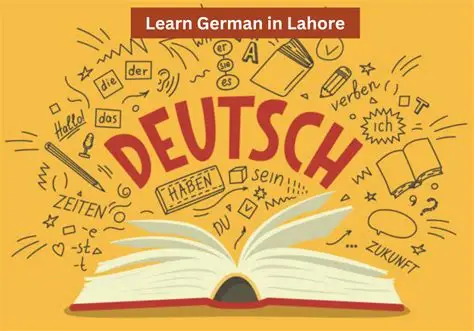 Learn German in Lahore
wir
er
sie
es
A
der
die
das
Hallo!
verben ( )
T
ich
DEUTSCH
HABEN
sein
DU
ZEITEN
-e
-st
-t
, ?
...
ZUKUNFT